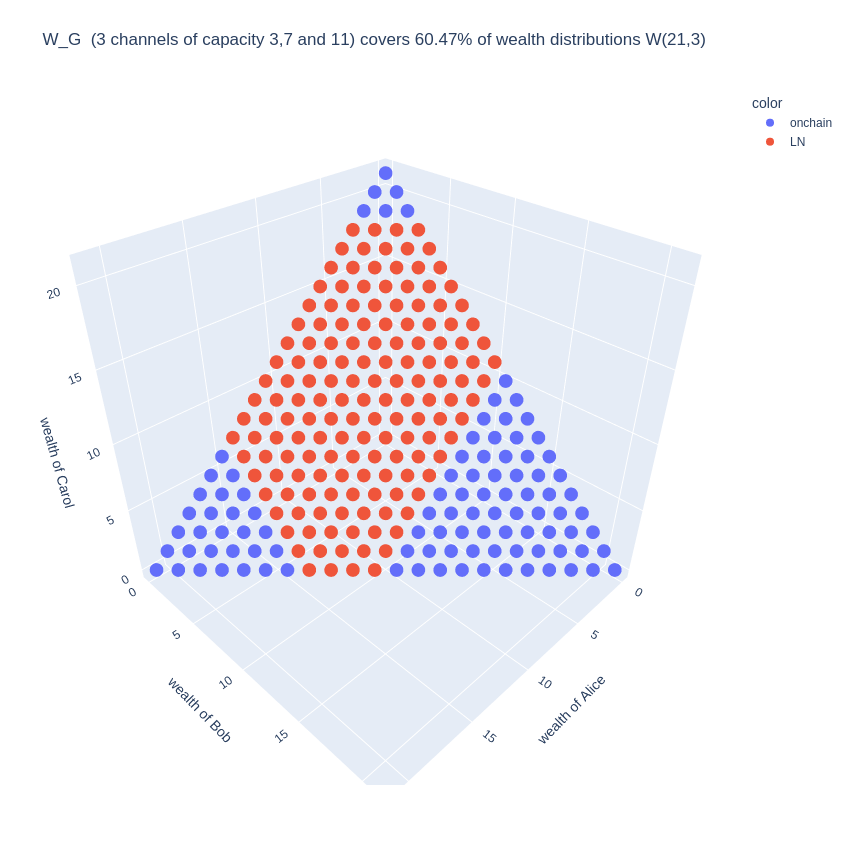 W_G  (3 channels of capacity 3,7 and 11) covers 60.47% of wealth distributions W(21,3)
color
onchain
LN
20
15
10
5
0
wealth of Carol
0
5
10
15
wealth of Bob
0
5
10
15
wealth of Alice